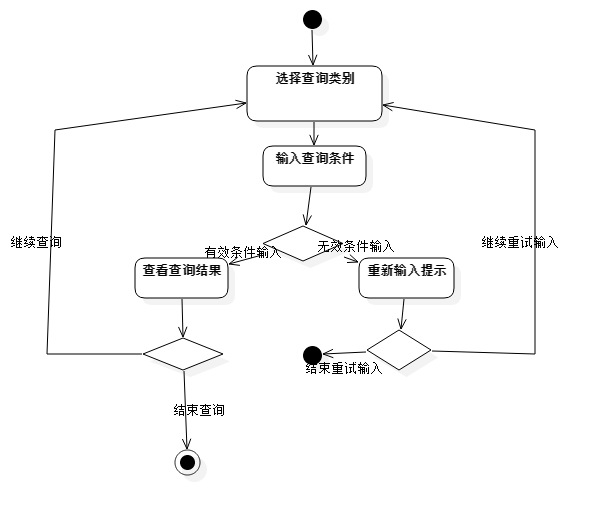 选择查询类别
输入查询条件
继续查询
继续重试输入
有效条件输入
无效条件输入
查看查询结果
重新输入提示
结束重试输入
结束查询